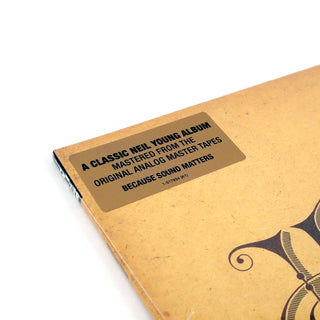 A CLASSIC NEIL YOUNG ALBUM
MASTERED FROM THE
ORIGINAL ANALOG MASTER TAPES
BECAUSE SOUND MATTERS